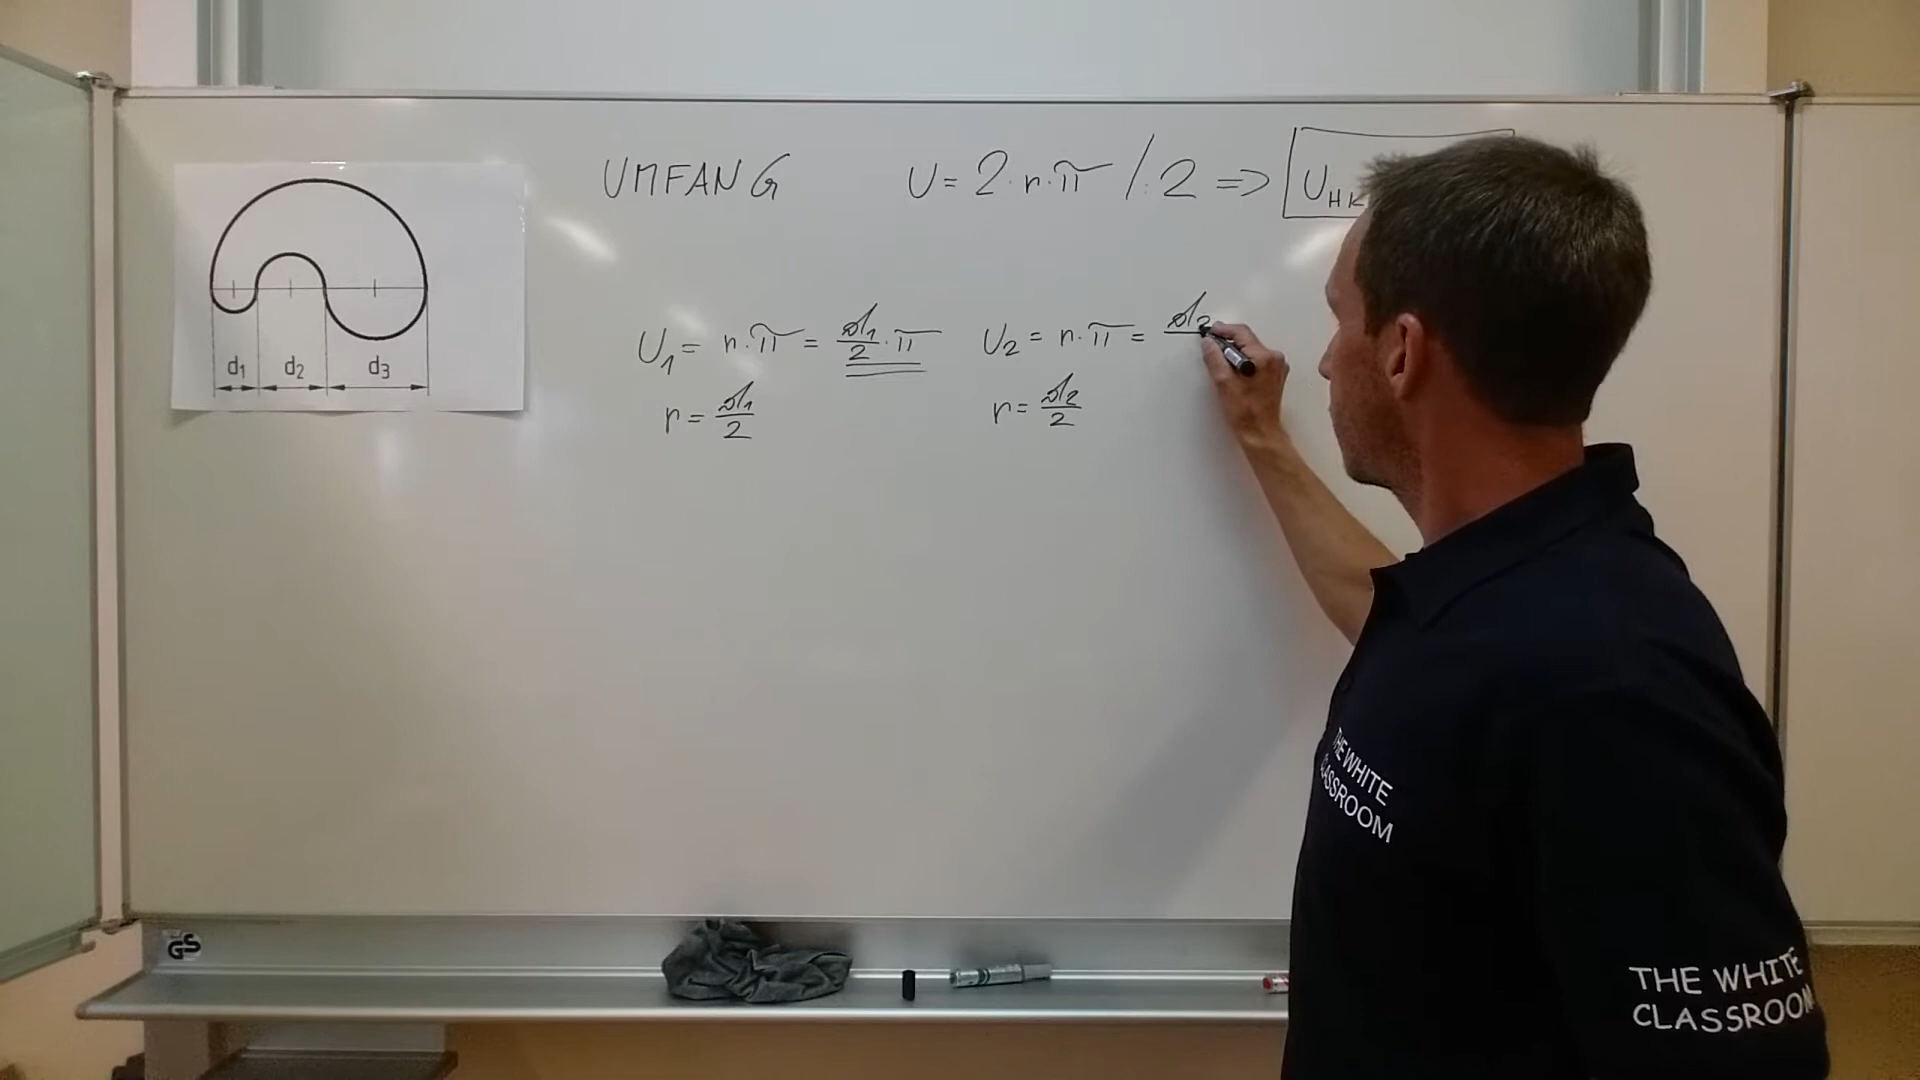 UMFANG
U = 2·r·π /:2 => U_HK
U₁ = r·π = d₁/2·π
r = d₁/2
U₂ = r·π = d₂
r = d₂/2
d₁ d₂ d₃
THE WHITE
CLASSROOM
THE WHITE
CLASSROOM
GS